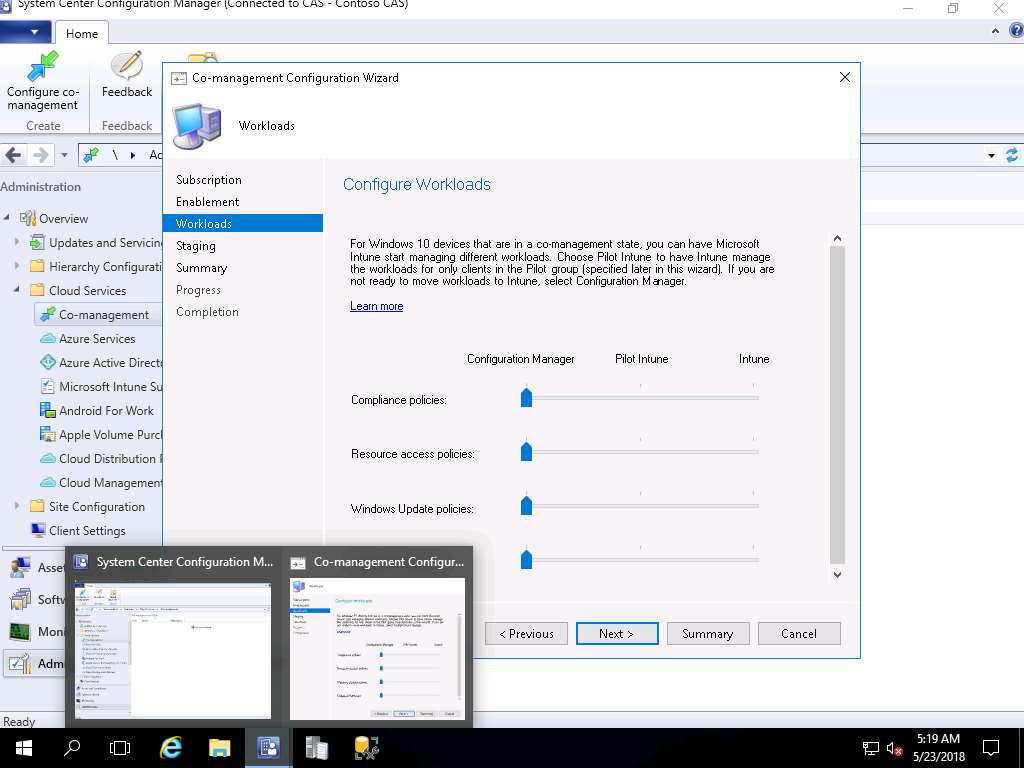 System Center Configuration Manager (Connected to CAS - Contoso CAS)
Home
Configure co-
management
Feedback
Create
Feedback
\ Ac
Administration
Overview
Updates and Servicin
Hierarchy Configurati
Cloud Services
Co-management
Azure Services
Azure Active Directo
Microsoft Intune Su
Android For Work
Apple Volume Purc
Cloud Distribution P
Cloud Management
Site Configuration
Client Settings
Asse
Softw
Moni
Admi
Ready
Co-management Configuration Wizard
Workloads
Subscription
Enablement
Workloads
Staging
Summary
Progress
Completion
Configure Workloads
For Windows 10 devices that are in a co-management state, you can have Microsoft
Intune start managing different workloads. Choose Pilot Intune to have Intune manage
the workloads for only clients in the Pilot group (specified later in this wizard). If you are
not ready to move workloads to Intune, select Configuration Manager.
Learn more
Configuration Manager Pilot Intune Intune
Compliance policies:
Resource access policies:
Windows Update policies:
< Previous Next > Summary Cancel
System Center Configuration M...
Co-management Configur...
5:19 AM
5/23/2018